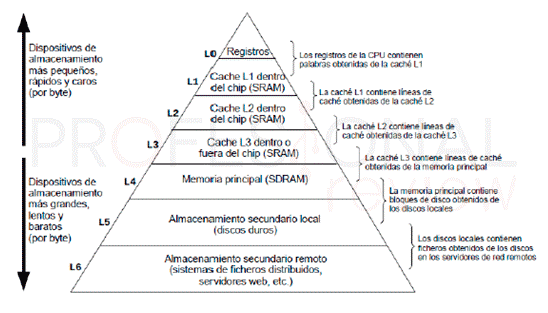 Dispositivos de
almacenamiento
más pequeños,
rápidos y caros
(por byte)
Dispositivos de
almacenamiento
más grandes,
lentos y
baratos
(por byte)
L0
Registros
L1
Cache L1 dentro
del chip (SRAM)
L2
Cache L2 dentro
del chip (SRAM)
L3
Cache L3 dentro o
fuera del chip (SRAM)
L4
Memoria principal (SDRAM)
L5
Almacenamiento secundario local
(discos duros)
L6
Almacenamiento secundario remoto
(sistemas de ficheros distribuidos,
servidores web, etc.)
Los registros de la CPU contienen
palabras obtenidas de la caché L1
La caché L1 contiene líneas de
caché obtenidas de la caché L2
La caché L2 contiene líneas
de caché obtenidas de la caché L3
La caché L3 contiene líneas de caché
obtenidas de la memoria principal
La memoria principal contiene
bloques de disco obtenidos
de los discos locales
Los discos locales contienen
ficheros obtenidos de los discos
en los servidores de red remotos
PROFESSIONAL
review